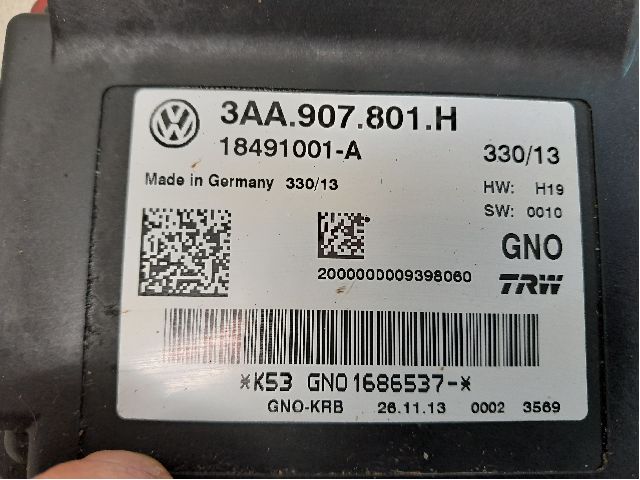 3AA.907.801.H
18491001-A 330/13
Made in Germany 330/13 HW: H19
SW: 0010
GNO
2000000009398060 TRW
*K53 GNO1686537-*
GNO-KRB 26.11.13 0002 3569